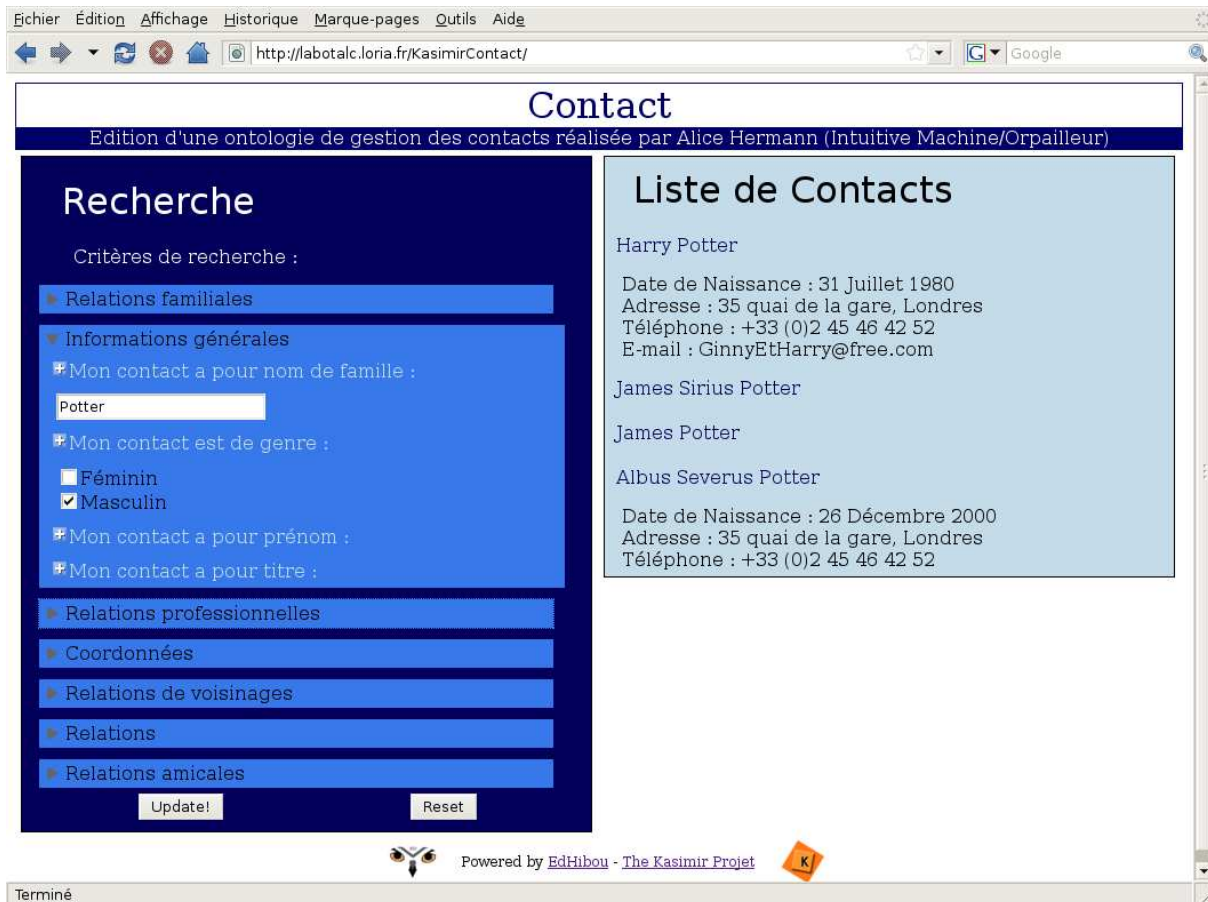 Fichier Édition Affichage Historique Marque-pages Outils Aide
http://labotalc.loria.fr/KasimirContact/
G Google
Contact
Edition d'une ontologie de gestion des contacts réalisée par Alice Hermann (Intuitive Machine/Orpailleur)
Recherche
Critères de recherche :
Relations familiales
Informations générales
Mon contact a pour nom de famille :
Potter
Mon contact est de genre :
Féminin
Masculin
Mon contact a pour prénom :
Mon contact a pour titre :
Relations professionnelles
Coordonnées
Relations de voisinages
Relations
Relations amicales
Update! Reset
Liste de Contacts
Harry Potter
Date de Naissance : 31 Juillet 1980
Adresse : 35 quai de la gare, Londres
Téléphone : +33 (0)2 45 46 42 52
E-mail : GinnyEtHarry@free.com
James Sirius Potter
James Potter
Albus Severus Potter
Date de Naissance : 26 Décembre 2000
Adresse : 35 quai de la gare, Londres
Téléphone : +33 (0)2 45 46 42 52
Powered by EdHibou - The Kasimir Projet
K
Terminé